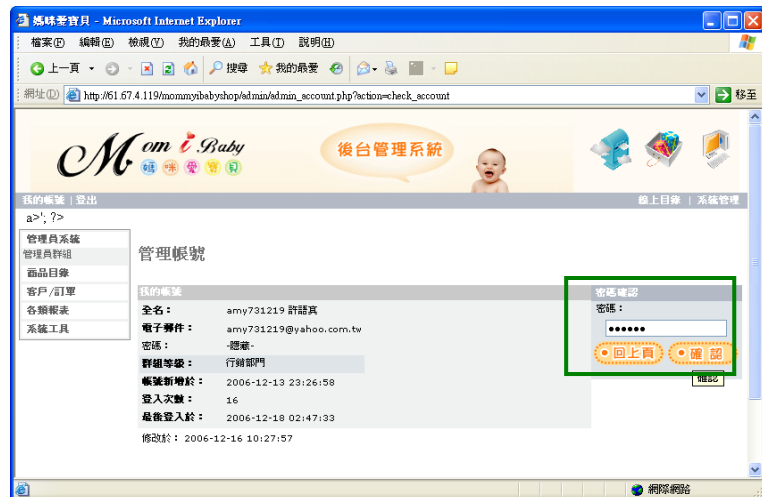 媽咪愛寶貝 - Microsoft Internet Explorer
檔案(F) 編輯(E) 檢視(V) 我的最愛(A) 工具(T) 說明(H)
上一頁 搜尋 我的最愛
網址(D) http://61.67.4.119/mommyibabyshop/admin/admin_account.php?action=check_account 移至
Mom i Baby
媽咪愛寶貝
後台管理系統
我的帳號 | 登出 線上目錄 | 系統管理
a>'; ?>
管理員系統
管理員群組
商品目錄
客戶/訂單
各類報表
系統工具
管理帳號
我的帳號
全名： amy731219 許語真
電子郵件： amy731219@yahoo.com.tw
密碼： -隱藏-
群組等級： 行銷部門
帳號新增於： 2006-12-13 23:26:58
登入次數： 16
最後登入於： 2006-12-18 02:47:33
修改於： 2006-12-16 10:27:57
密碼確認
密碼：
••••••
回上頁 確 認
確認
網際網路